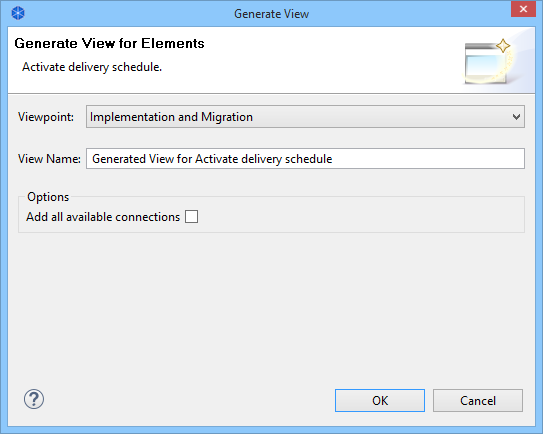 Generate View
Generate View for Elements
Activate delivery schedule.
Viewpoint: Implementation and Migration
View Name: Generated View for Activate delivery schedule
Options
Add all available connections
OK Cancel